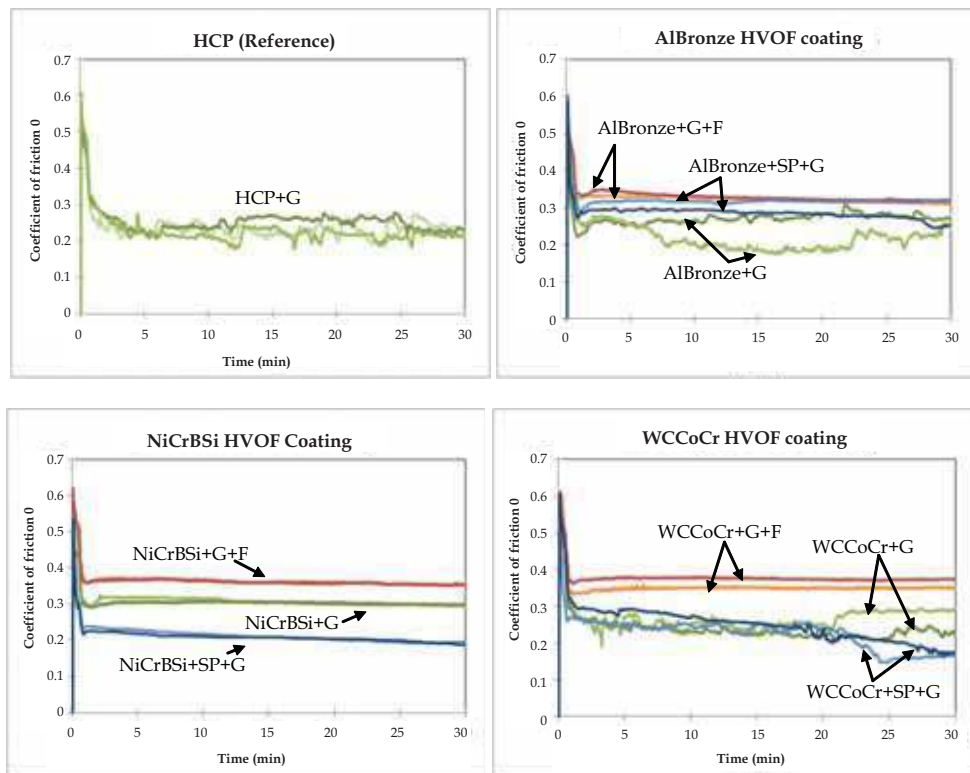 HCP (Reference)
0.7
0.6
0.5
0.4
0.3
0.2
0.1
0
Coefficient of friction 0
HCP+G
0 5 10 15 20 25 30
Time (min)
AlBronze HVOF coating
0.7
0.6
0.5
0.4
0.3
0.2
0.1
0
Coefficient of friction 0
AlBronze+G+F
AlBronze+SP+G
AlBronze+G
0 5 10 15 20 25 30
NiCrBSi HVOF Coating
0.7
0.6
0.5
0.4
0.3
0.2
0.1
0
Coefficient of friction 0
NiCrBSi+G+F
NiCrBSi+G
NiCrBSi+SP+G
0 5 10 15 20 25 30
Time (min)
WCCoCr HVOF coating
0.7
0.6
0.5
0.4
0.3
0.2
0.1
0
Coefficient of friction 0
WCCoCr+G+F
WCCoCr+G
WCCoCr+SP+G
0 5 10 15 20 25 30
Time (min)